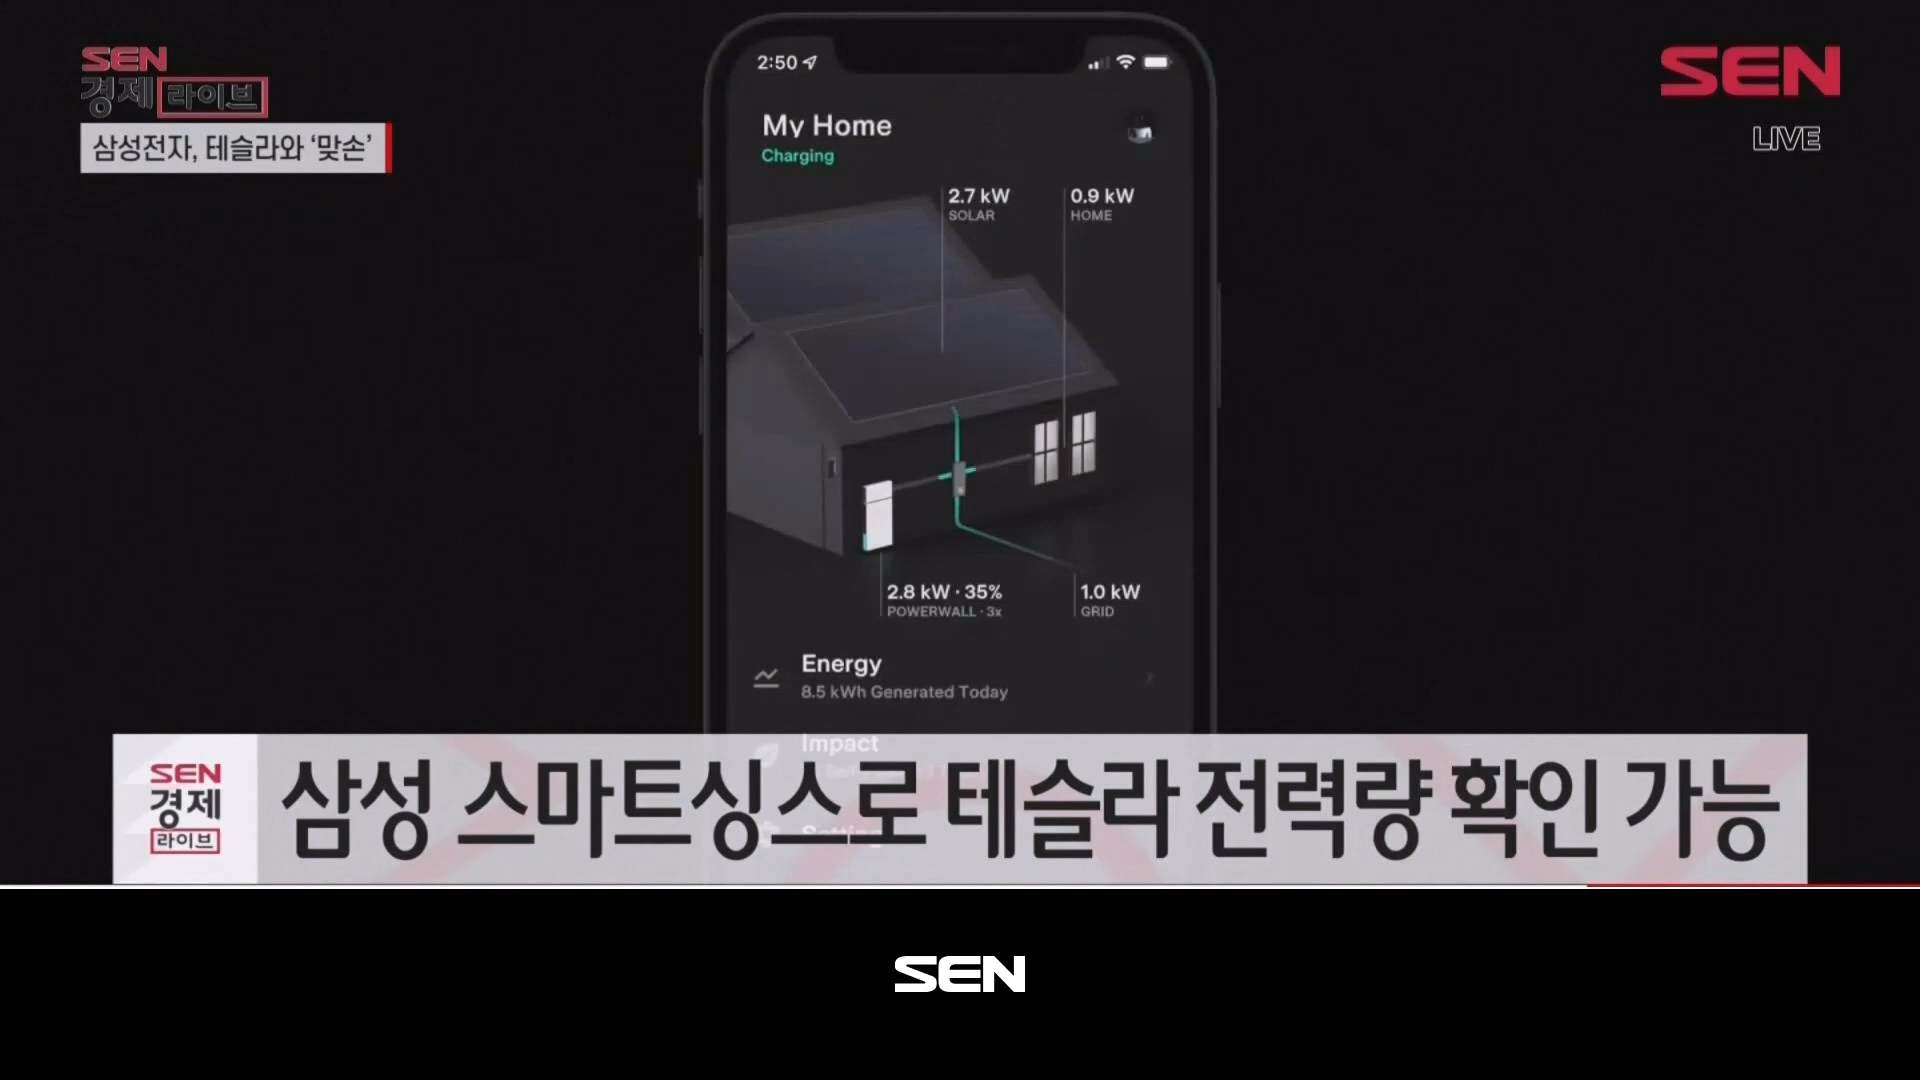 SEN
경제 라이브
삼성전자, 테슬라와 ‘맞손’
SEN
LIVE
2:50
My Home
Charging
2.7 kW
SOLAR
0.9 kW
HOME
2.8 kW · 35%
POWERWALL · 3x
1.0 kW
GRID
Energy
8.5 kWh Generated Today
Impact
SEN
경제
라이브
삼성 스마트싱스로 테슬라 전력량 확인 가능
SEN